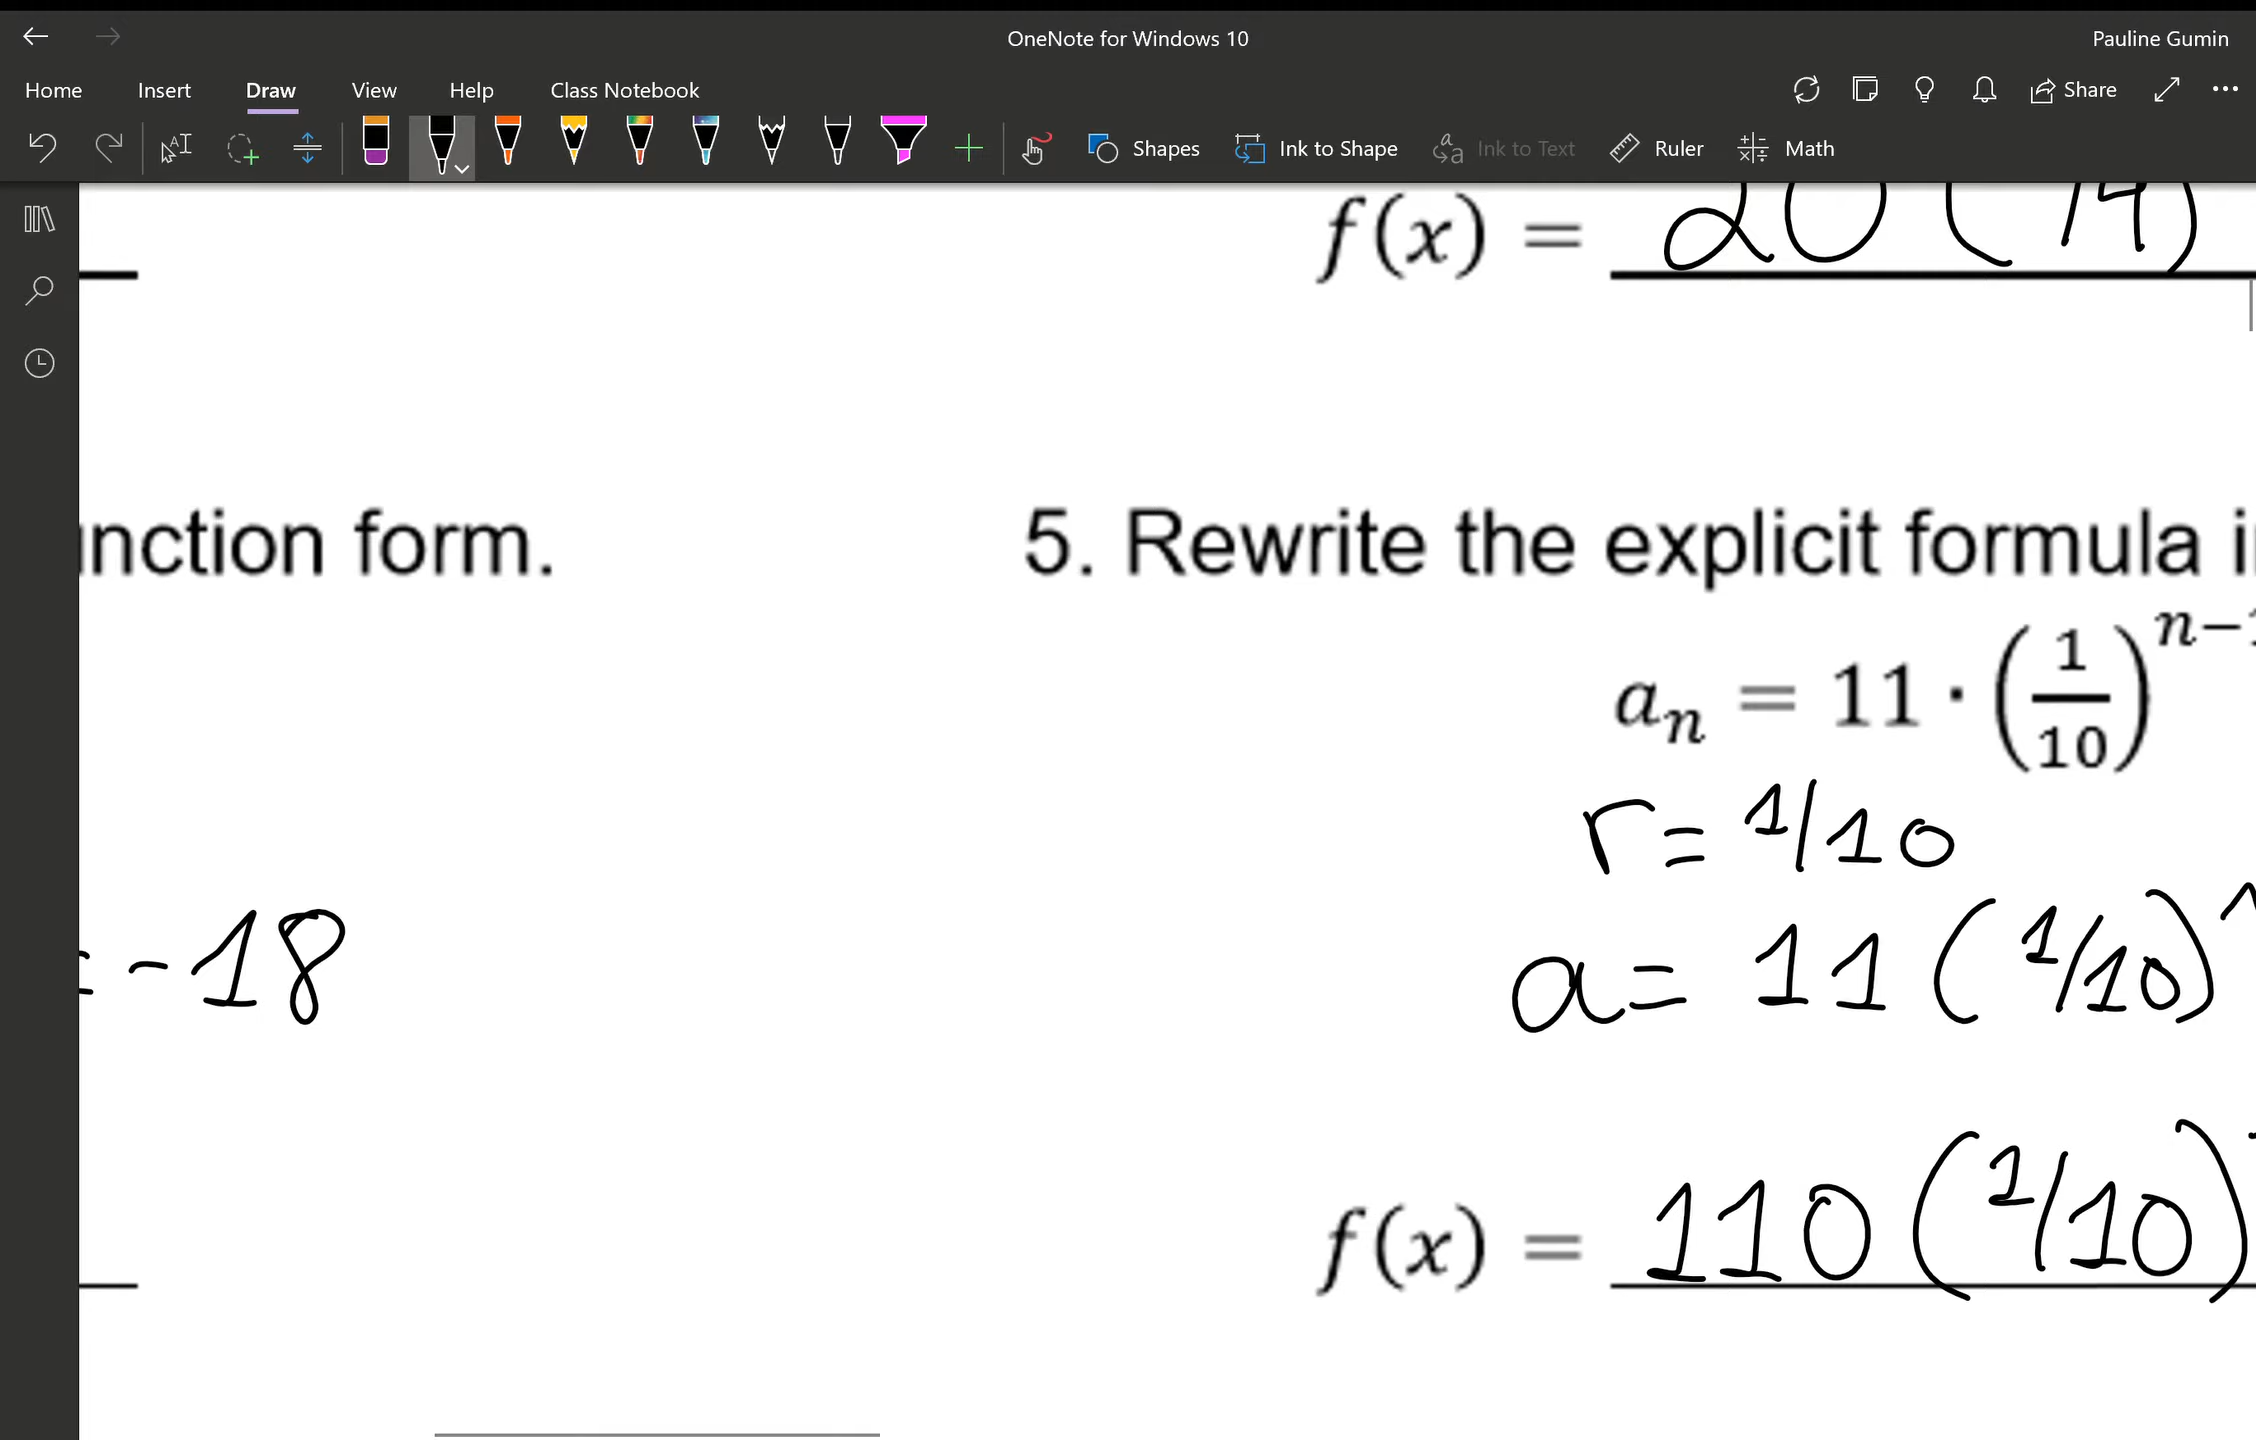 OneNote for Windows 10
Pauline Gumin
Home Insert Draw View Help Class Notebook
Share
Shapes Ink to Shape Ink to Text Ruler Math
f(x) = 20(
nction form.
5. Rewrite the explicit formula i
aₙ = 11 · (1/10)ⁿ⁻¹
r = 1/10
= -18
a = 11 (1/10)
f(x) = 110 (1/10)